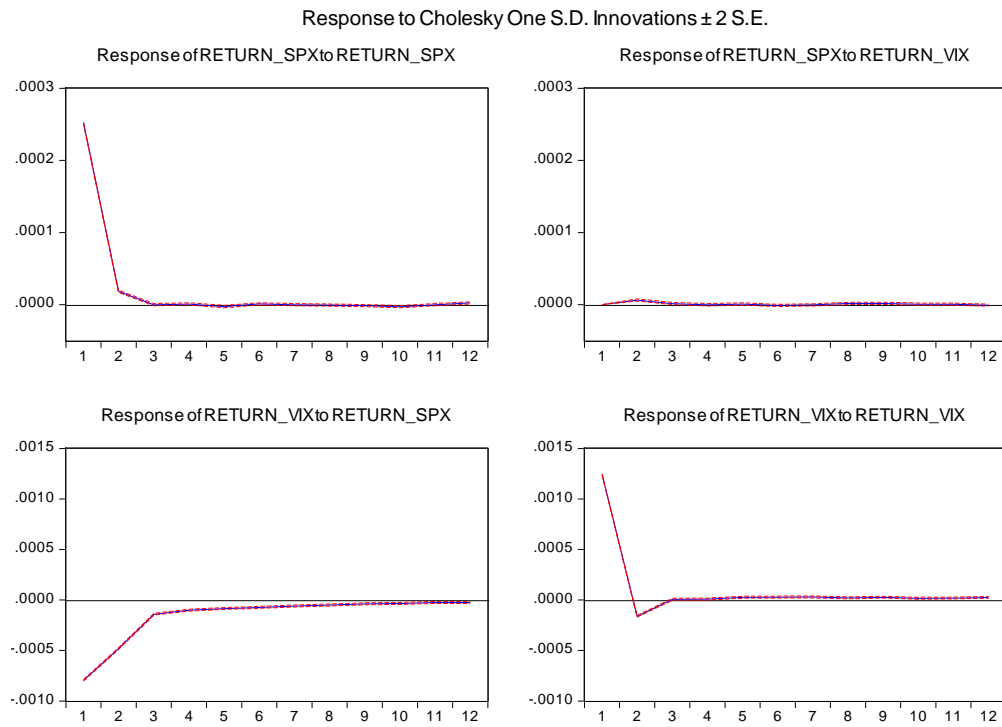 Response to Cholesky One S.D. Innovations ± 2 S.E.
Response of RETURN_SPX to RETURN_SPX
.0003
.0002
.0001
.0000
1 2 3 4 5 6 7 8 9 10 11 12
Response of RETURN_SPX to RETURN_VIX
.0003
.0002
.0001
.0000
1 2 3 4 5 6 7 8 9 10 11 12
Response of RETURN_VIX to RETURN_SPX
.0015
.0010
.0005
.0000
-.0005
-.0010
1 2 3 4 5 6 7 8 9 10 11 12
Response of RETURN_VIX to RETURN_VIX
.0015
.0010
.0005
.0000
-.0005
-.0010
1 2 3 4 5 6 7 8 9 10 11 12